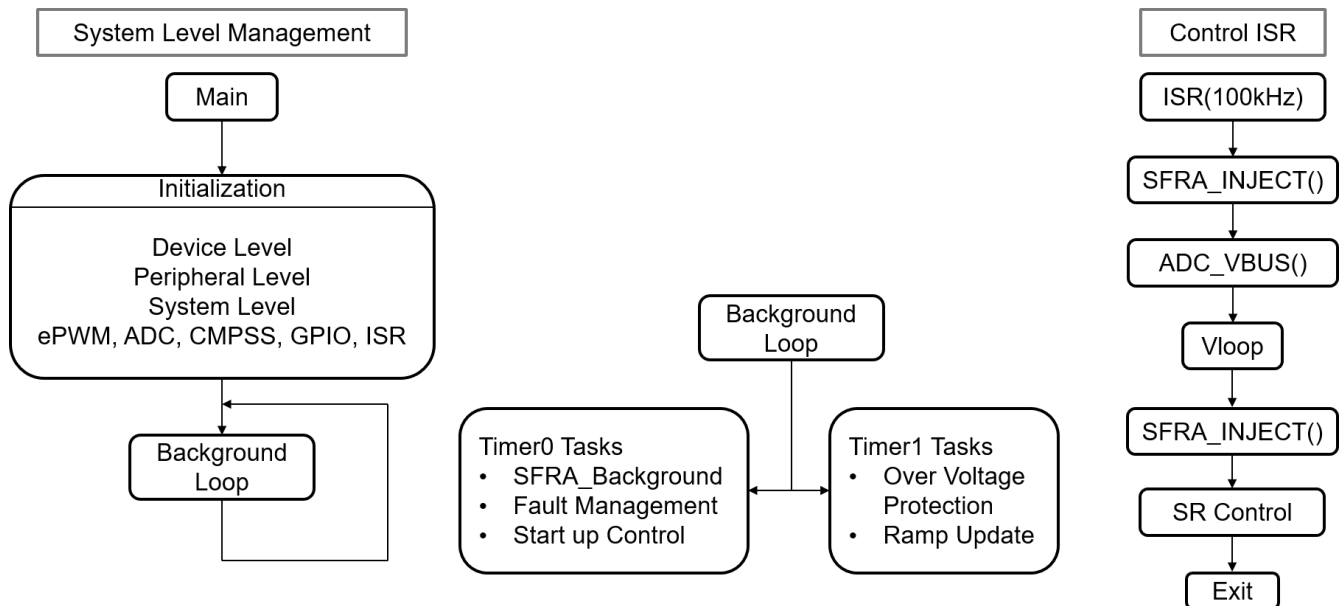 System Level Management
Main
Initialization
Device Level
Peripheral Level
System Level
ePWM, ADC, CMPSS, GPIO, ISR
Background
Loop
Background
Loop
Timer0 Tasks
• SFRA_Background
• Fault Management
• Start up Control
Timer1 Tasks
• Over Voltage
Protection
• Ramp Update
Control ISR
ISR(100kHz)
SFRA_INJECT()
ADC_VBUS()
Vloop
SFRA_INJECT()
SR Control
Exit